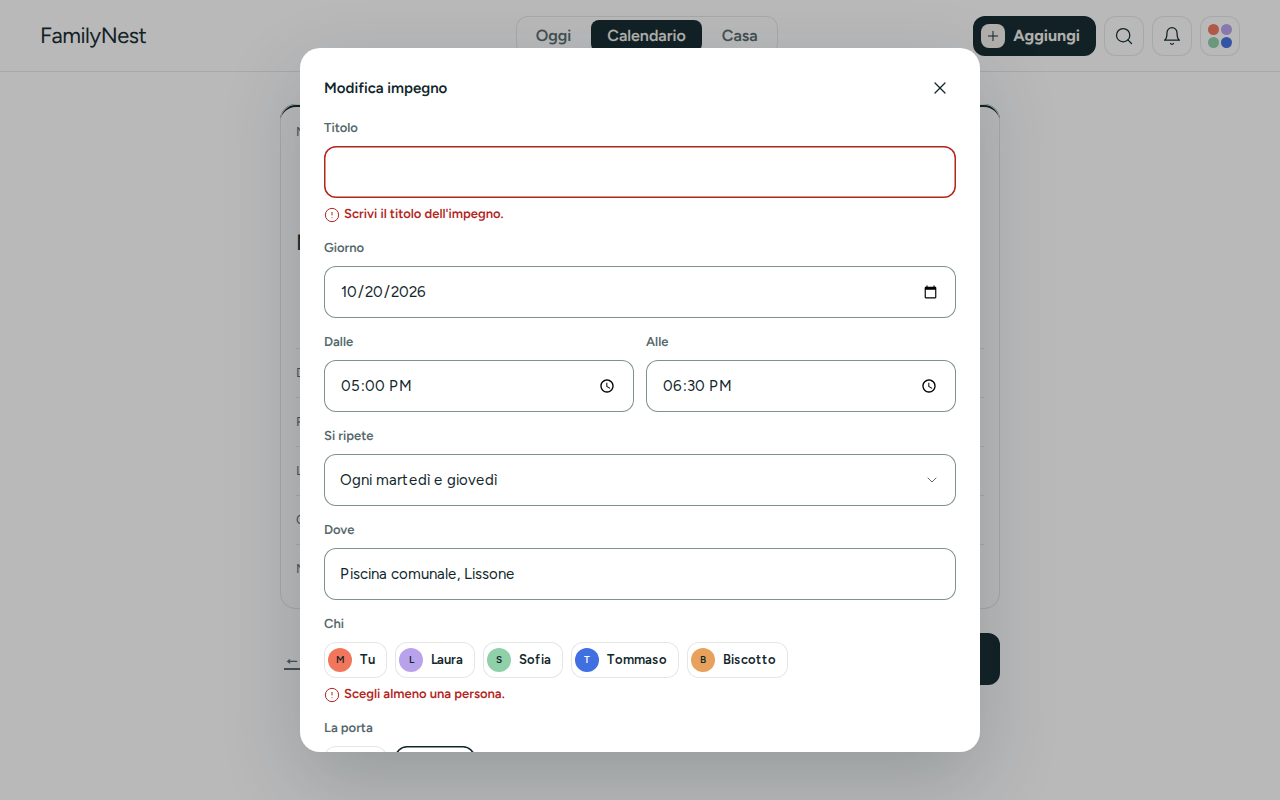 FamilyNest
Oggi
Calendario
Casa
Aggiungi
Modifica impegno
Titolo
Scrivi il titolo dell'impegno.
Giorno
10/20/2026
Dalle
Alle
05:00 PM
06:30 PM
Si ripete
Ogni martedì e giovedì
Dove
Piscina comunale, Lissone
Chi
M Tu
L Laura
S Sofia
T Tommaso
B Biscotto
Scegli almeno una persona.
La porta